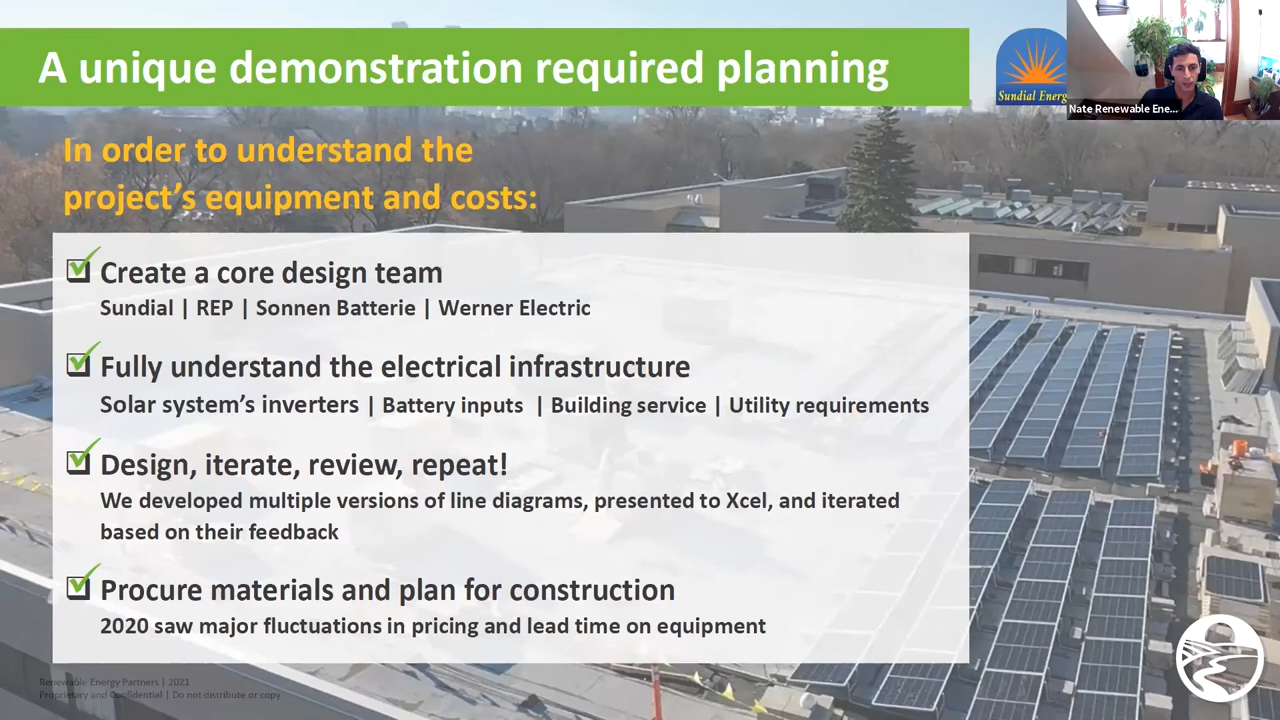 A unique demonstration required planning
Sundial Energ
Nate Renewable Ene...
In order to understand the
project's equipment and costs:
Create a core design team
Sundial | REP | Sonnen Batterie | Werner Electric
Fully understand the electrical infrastructure
Solar system's inverters | Battery inputs | Building service | Utility requirements
Design, iterate, review, repeat!
We developed multiple versions of line diagrams, presented to Xcel, and iterated
based on their feedback
Procure materials and plan for construction
2020 saw major fluctuations in pricing and lead time on equipment
Renewable Energy Partners | 2021
Proprietary and Confidential | Do not distribute or copy